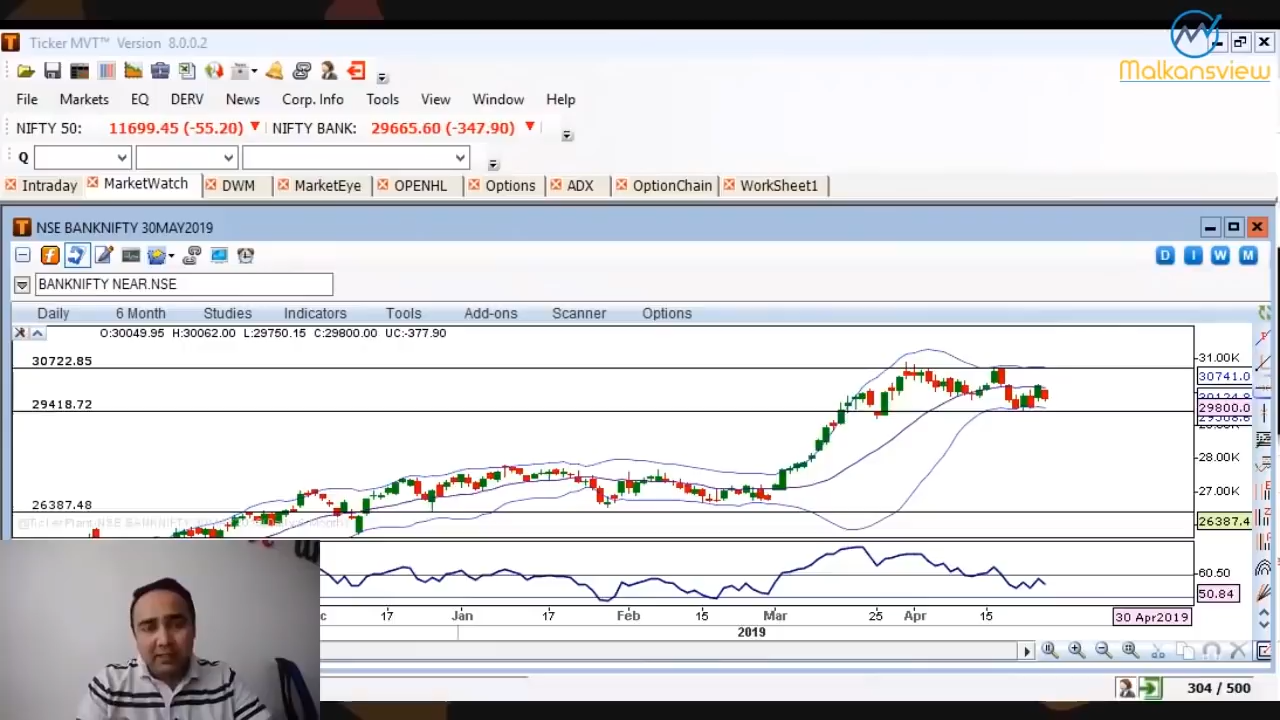 Ticker MVT™ Version 8.0.0.2
Malkansview
File Markets EQ DERV News Corp. Info Tools View Window Help
NIFTY 50: 11699.45 (-55.20) NIFTY BANK: 29665.60 (-347.90)
Q
Intraday MarketWatch DWM MarketEye OPENHL Options ADX OptionChain WorkSheet1
NSE BANKNIFTY 30MAY2019
D I W M
BANKNIFTY NEAR.NSE
Daily 6 Month Studies Indicators Tools Add-ons Scanner Options
O:30049.95 H:30062.00 L:29750.15 C:29800.00 UC:-377.90
31.00K
30722.85
30741.0
29418.72
29800.0
28.00K
27.00K
26387.48
26387.4
60.50
50.84
17 Jan 17 Feb 15 Mar 25 Apr 15 30 Apr2019
2019
304 / 500